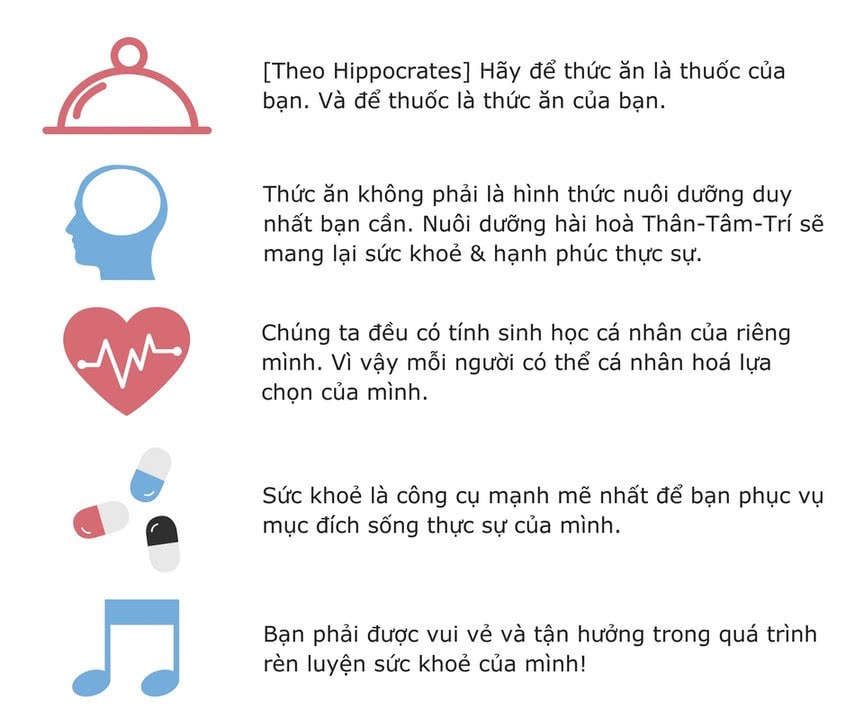 [Theo Hippocrates] Hãy để thức ăn là thuốc của
bạn. Và để thuốc là thức ăn của bạn.
Thức ăn không phải là hình thức nuôi dưỡng duy
nhất bạn cần. Nuôi dưỡng hài hoà Thân-Tâm-Trí sẽ
mang lại sức khoẻ & hạnh phúc thực sự.
Chúng ta đều có tính sinh học cá nhân của riêng
mình. Vì vậy mỗi người có thể cá nhân hoá lựa
chọn của mình.
Sức khoẻ là công cụ mạnh mẽ nhất để bạn phục vụ
mục đích sống thực sự của mình.
Bạn phải được vui vẻ và tận hưởng trong quá trình
rèn luyện sức khoẻ của mình!